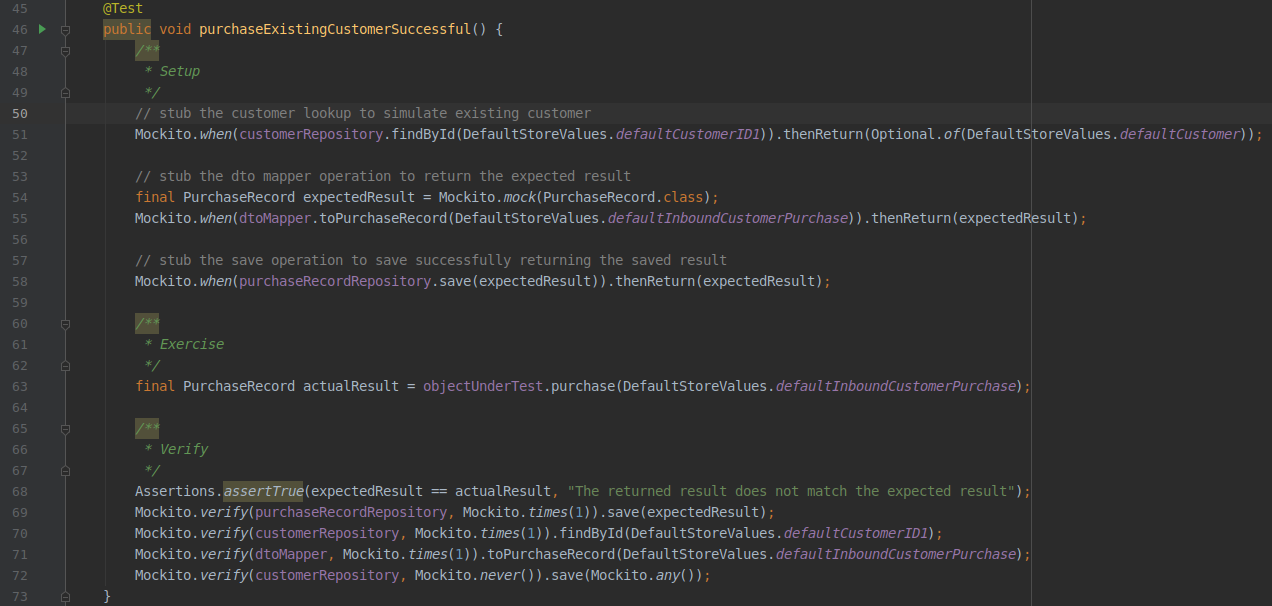 45 @Test
46 public void purchaseExistingCustomerSuccessful() {
47 /**
48 * Setup
49 */
50 // stub the customer lookup to simulate existing customer
51 Mockito.when(customerRepository.findById(DefaultStoreValues.defaultCustomerID1)).thenReturn(Optional.of(DefaultStoreValues.defaultCustomer));
52
53 // stub the dto mapper operation to return the expected result
54 final PurchaseRecord expectedResult = Mockito.mock(PurchaseRecord.class);
55 Mockito.when(dtoMapper.toPurchaseRecord(DefaultStoreValues.defaultInboundCustomerPurchase)).thenReturn(expectedResult);
56
57 // stub the save operation to save successfully returning the saved result
58 Mockito.when(purchaseRecordRepository.save(expectedResult)).thenReturn(expectedResult);
59
60 /**
61 * Exercise
62 */
63 final PurchaseRecord actualResult = objectUnderTest.purchase(DefaultStoreValues.defaultInboundCustomerPurchase);
64
65 /**
66 * Verify
67 */
68 Assertions.assertTrue(expectedResult == actualResult, "The returned result does not match the expected result");
69 Mockito.verify(purchaseRecordRepository, Mockito.times(1)).save(expectedResult);
70 Mockito.verify(customerRepository, Mockito.times(1)).findById(DefaultStoreValues.defaultCustomerID1);
71 Mockito.verify(dtoMapper, Mockito.times(1)).toPurchaseRecord(DefaultStoreValues.defaultInboundCustomerPurchase);
72 Mockito.verify(customerRepository, Mockito.never()).save(Mockito.any());
73 }